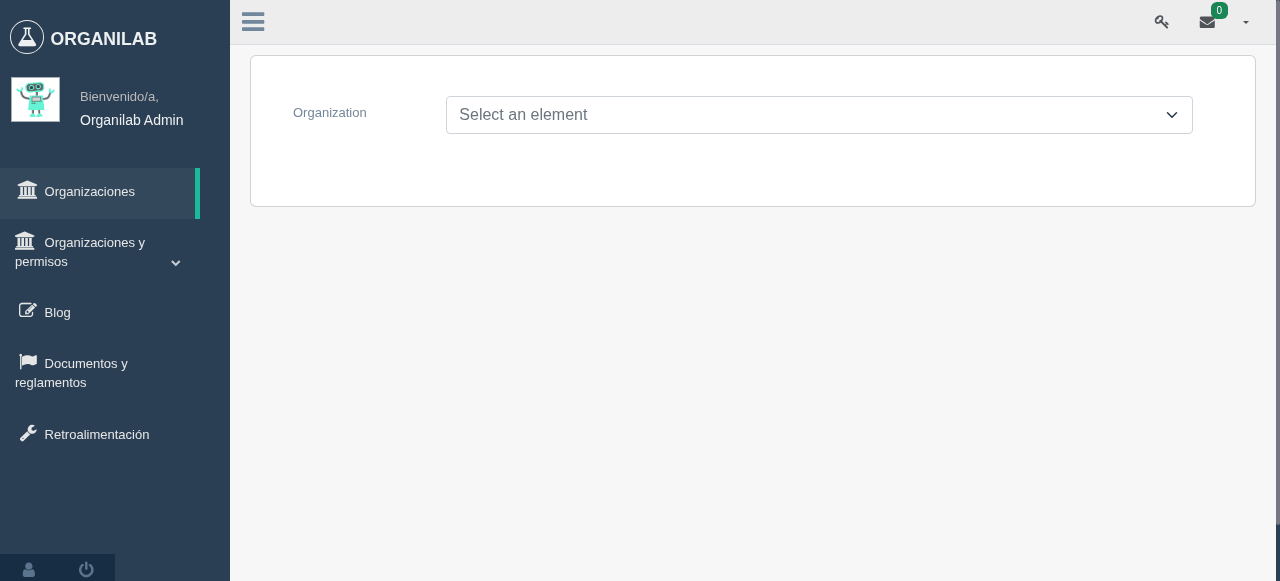 ORGANILAB
Bienvenido/a,
Organilab Admin
Organizaciones
Organizaciones y
permisos
Blog
Documentos y
reglamentos
Retroalimentación
0
Organization
Select an element